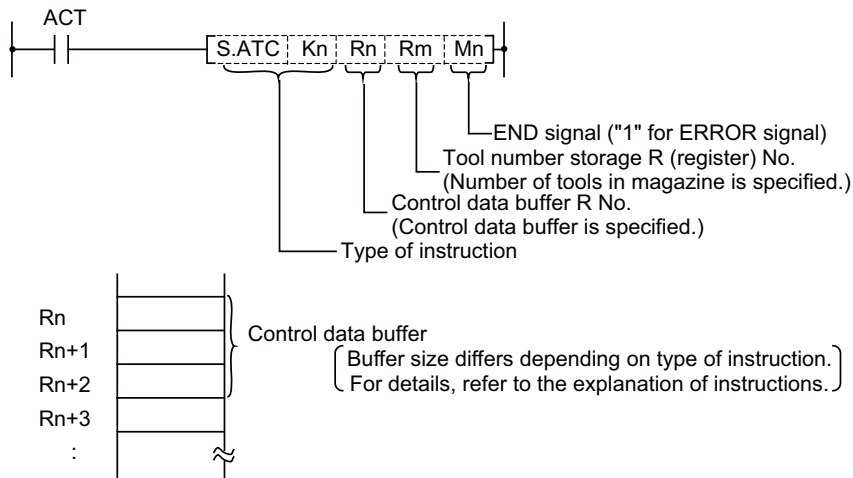 ACT
S.ATC Kn Rn Rm Mn
END signal ("1" for ERROR signal)
Tool number storage R (register) No.
(Number of tools in magazine is specified.)
Control data buffer R No.
(Control data buffer is specified.)
Type of instruction
Rn
Rn+1
Rn+2
Rn+3
:
Control data buffer
Buffer size differs depending on type of instruction.
For details, refer to the explanation of instructions.